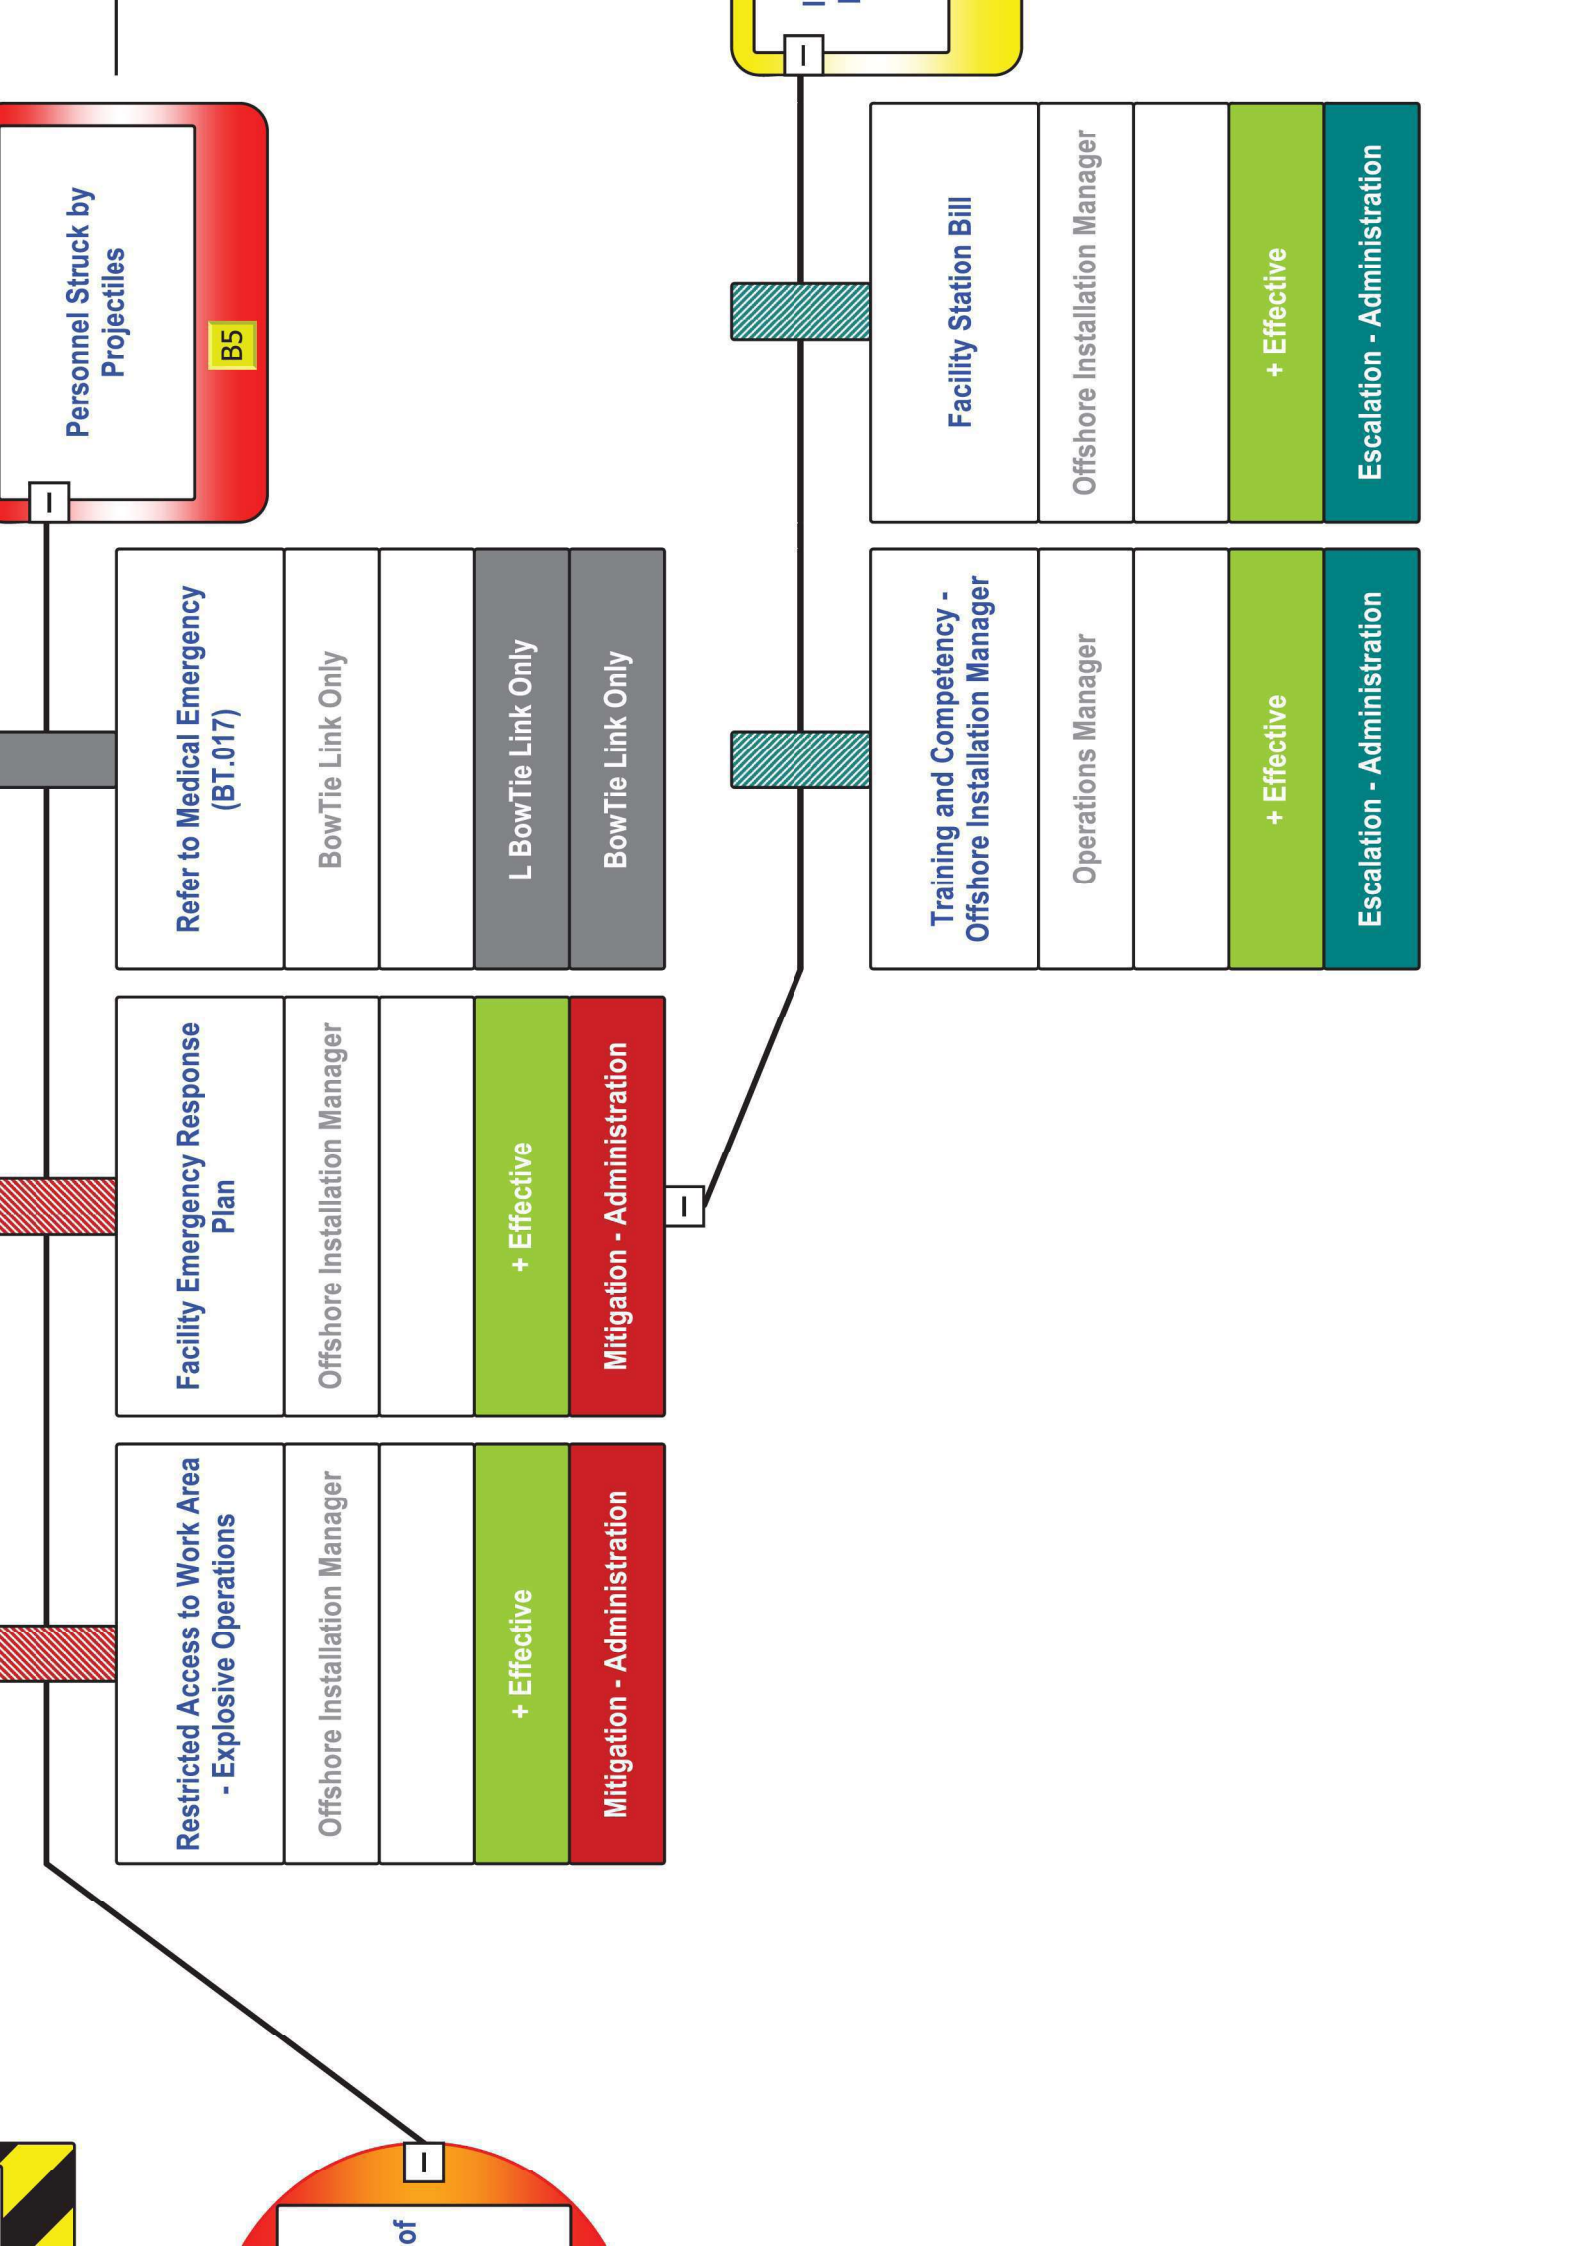 of
Restricted Access to Work Area
- Explosive Operations
Offshore Installation Manager
+ Effective
Mitigation - Administration
Facility Emergency Response
Plan
Offshore Installation Manager
+ Effective
Mitigation - Administration
Refer to Medical Emergency
(BT.017)
BowTie Link Only
L BowTie Link Only
BowTie Link Only
Personnel Struck by
Projectiles
B5
Training and Competency -
Offshore Installation Manager
Operations Manager
+ Effective
Escalation - Administration
Facility Station Bill
Offshore Installation Manager
+ Effective
Escalation - Administration